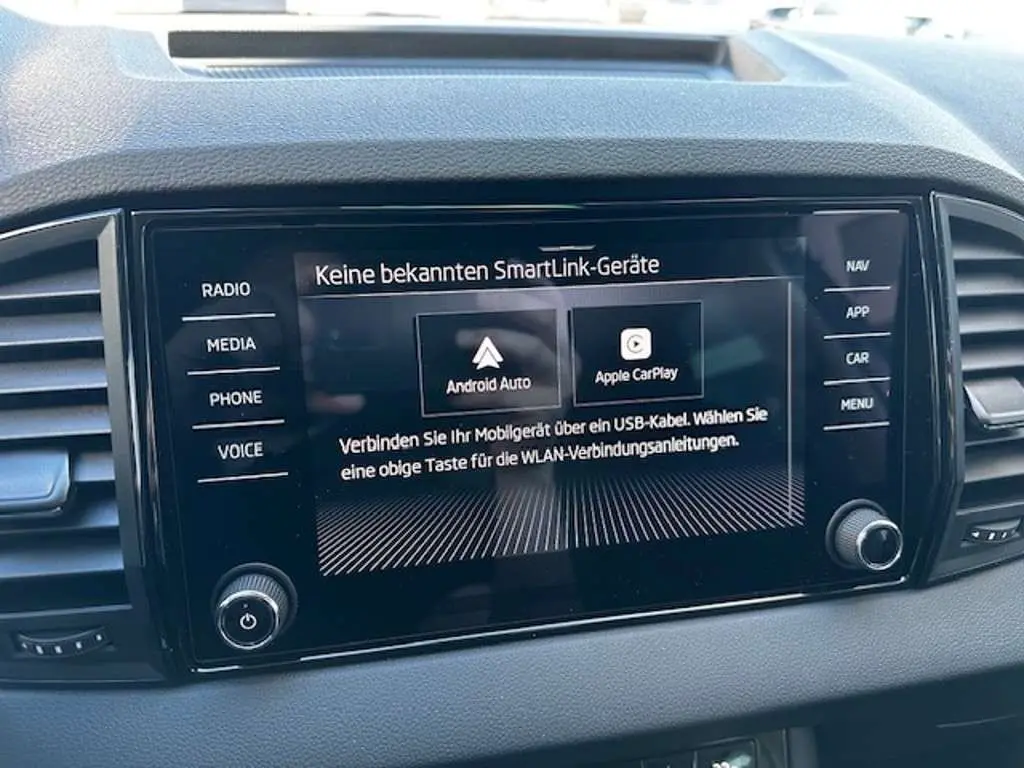 Keine bekannten SmartLink-Geräte
RADIO
MEDIA
PHONE
VOICE
Android Auto
Apple CarPlay
Verbinden Sie Ihr Mobilgerät über ein USB-Kabel. Wählen Sie
eine obige Taste für die WLAN-Verbindungsanleitungen.
NAV
APP
CAR
MENU